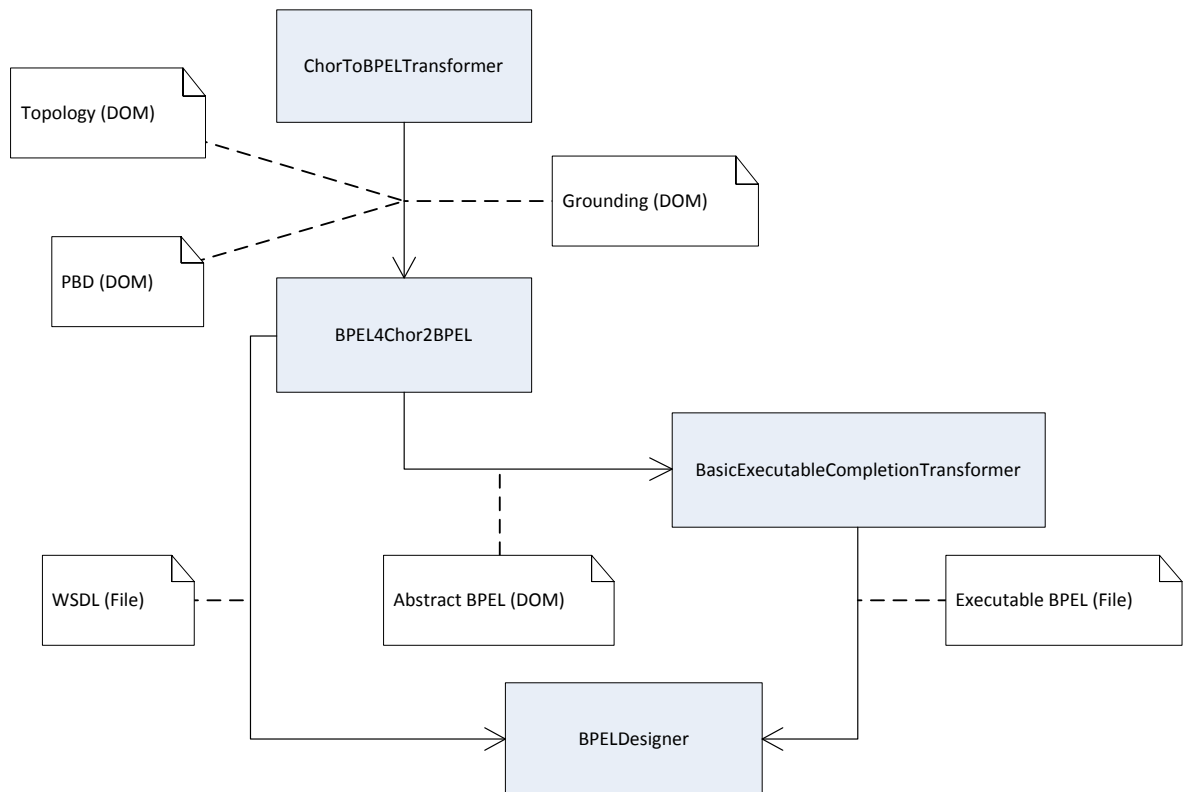 ChorToBPELTransformer
Topology (DOM)
Grounding (DOM)
PBD (DOM)
BPEL4Chor2BPEL
BasicExecutableCompletionTransformer
WSDL (File)
Abstract BPEL (DOM)
Executable BPEL (File)
BPELDesigner